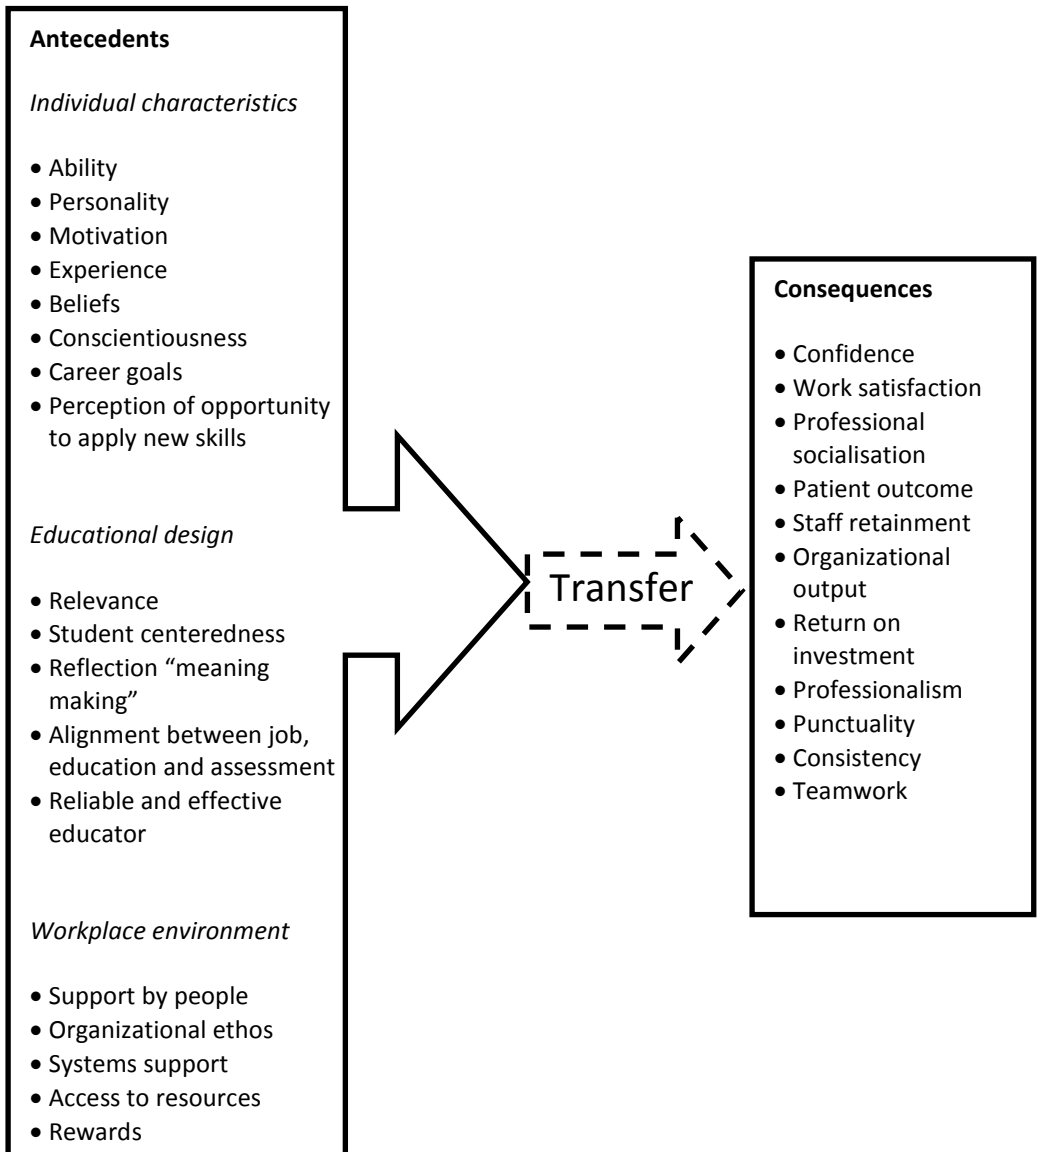 Antecedents
Individual characteristics
• Ability
• Personality
• Motivation
• Experience
• Beliefs
• Conscientiousness
• Career goals
• Perception of opportunity
to apply new skills
Educational design
• Relevance
• Student centeredness
• Reflection “meaning
making”
• Alignment between job,
education and assessment
• Reliable and effective
educator
Workplace environment
• Support by people
• Organizational ethos
• Systems support
• Access to resources
• Rewards
Transfer
Consequences
• Confidence
• Work satisfaction
• Professional
socialisation
• Patient outcome
• Staff retainment
• Organizational
output
• Return on
investment
• Professionalism
• Punctuality
• Consistency
• Teamwork